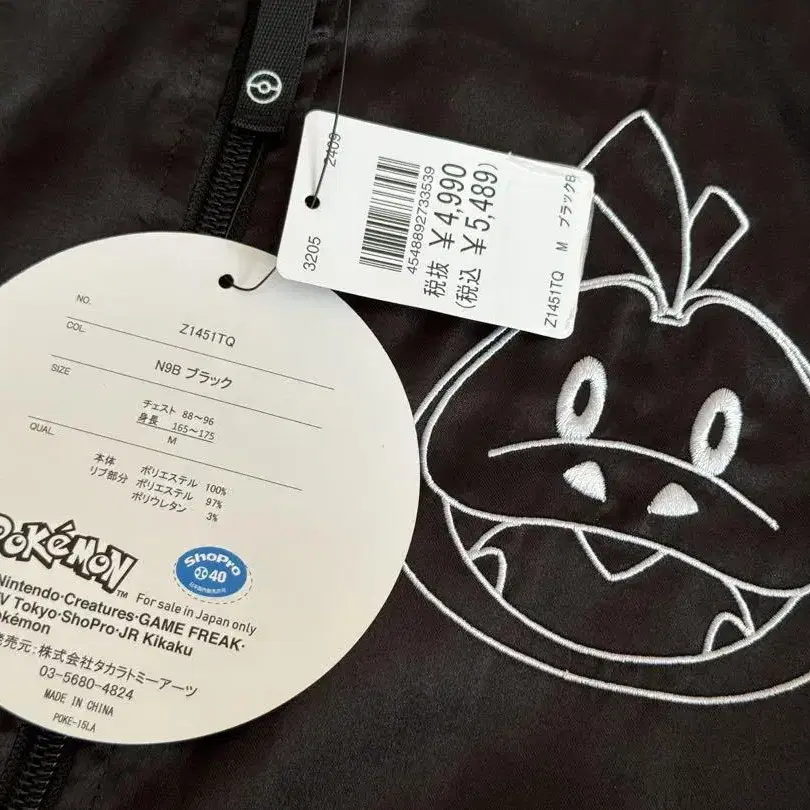 3205
2409
4548892733539
税抜 ¥4,990
(税込 ¥5,489)
Z1451TQ M ブラックB
NO. Z1451TQ
COL. N9B ブラック
SIZE チェスト 88～96
身長 165～175
M
QUAL. 本体 ポリエステル 100%
リブ部分 ポリエステル 97%
ポリウレタン 3%
POKéMON™
ShoPro
40
For sale in Japan only
Nintendo・Creatures・GAME FREAK・
TV Tokyo・ShoPro・JR Kikaku
Pokémon
発売元:株式会社タカラトミーアーツ
03-5680-4824
MADE IN CHINA
POKE-15LA